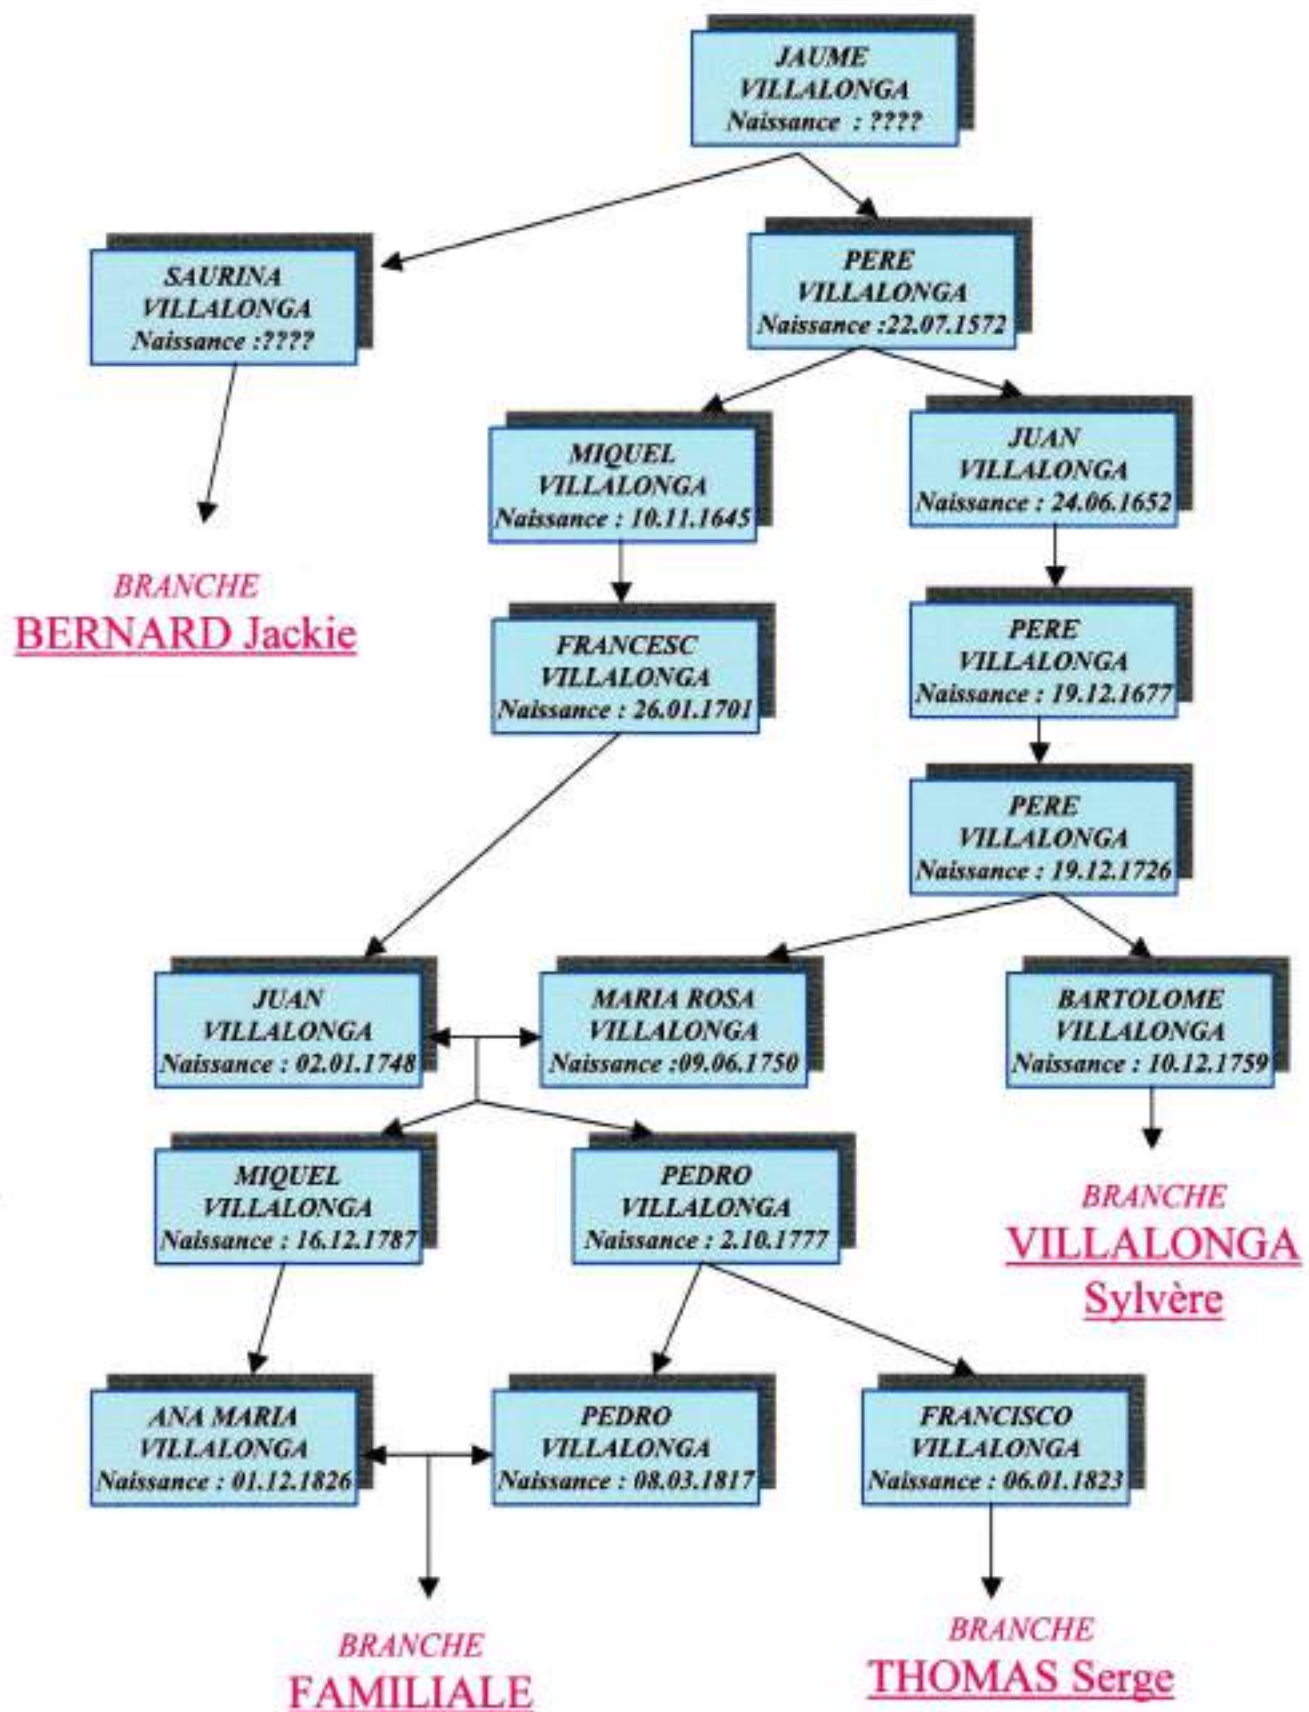 JAUME
VILLALONGA
Naissance : ????
SAURINA
VILLALONGA
Naissance :????
PERE
VILLALONGA
Naissance :22.07.1572
MIQUEL
VILLALONGA
Naissance : 10.11.1645
JUAN
VILLALONGA
Naissance : 24.06.1652
BRANCHE
BERNARD Jackie
FRANCESC
VILLALONGA
Naissance : 26.01.1701
PERE
VILLALONGA
Naissance : 19.12.1677
PERE
VILLALONGA
Naissance : 19.12.1726
JUAN
VILLALONGA
Naissance : 02.01.1748
MARIA ROSA
VILLALONGA
Naissance :09.06.1750
BARTOLOME
VILLALONGA
Naissance : 10.12.1759
MIQUEL
VILLALONGA
Naissance : 16.12.1787
PEDRO
VILLALONGA
Naissance : 2.10.1777
BRANCHE
VILLALONGA
Sylvère
ANA MARIA
VILLALONGA
Naissance : 01.12.1826
PEDRO
VILLALONGA
Naissance : 08.03.1817
FRANCISCO
VILLALONGA
Naissance : 06.01.1823
BRANCHE
FAMILIALE
BRANCHE
THOMAS Serge